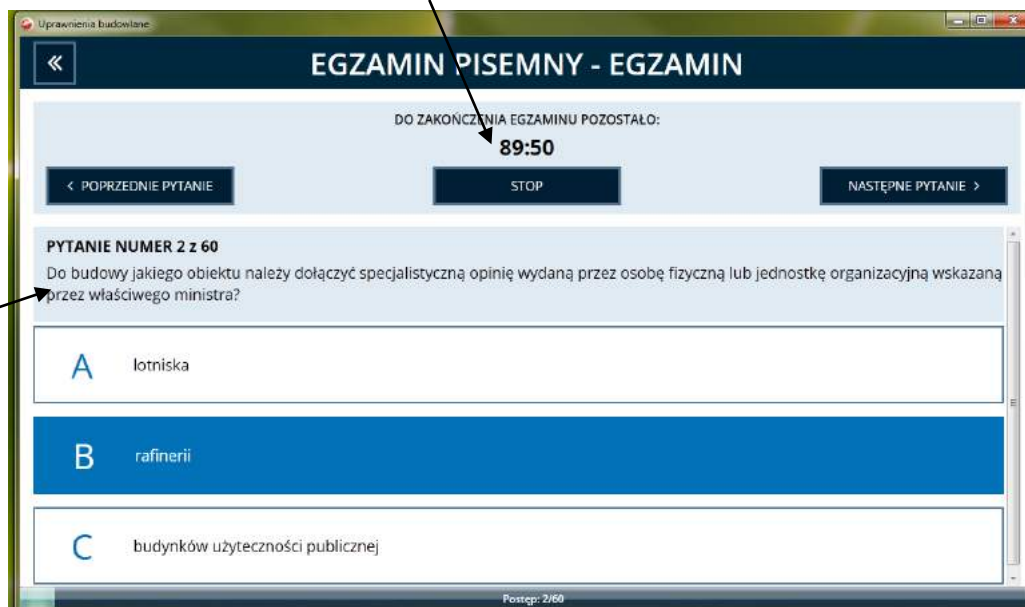 Uprawnienia budowlane
EGZAMIN PISEMNY - EGZAMIN
DO ZAKOŃCZENIA EGZAMINU POZOSTAŁO:
89:50
< POPRZEDNIE PYTANIE
STOP
NASTĘPNE PYTANIE >
PYTANIE NUMER 2 z 60
Do budowy jakiego obiektu należy dołączyć specjalistyczną opinię wydaną przez osobę fizyczną lub jednostkę organizacyjną wskazaną
przez właściwego ministra?
A lotniska
B rafinerii
C budynków użyteczności publicznej
Postęp: 2/60